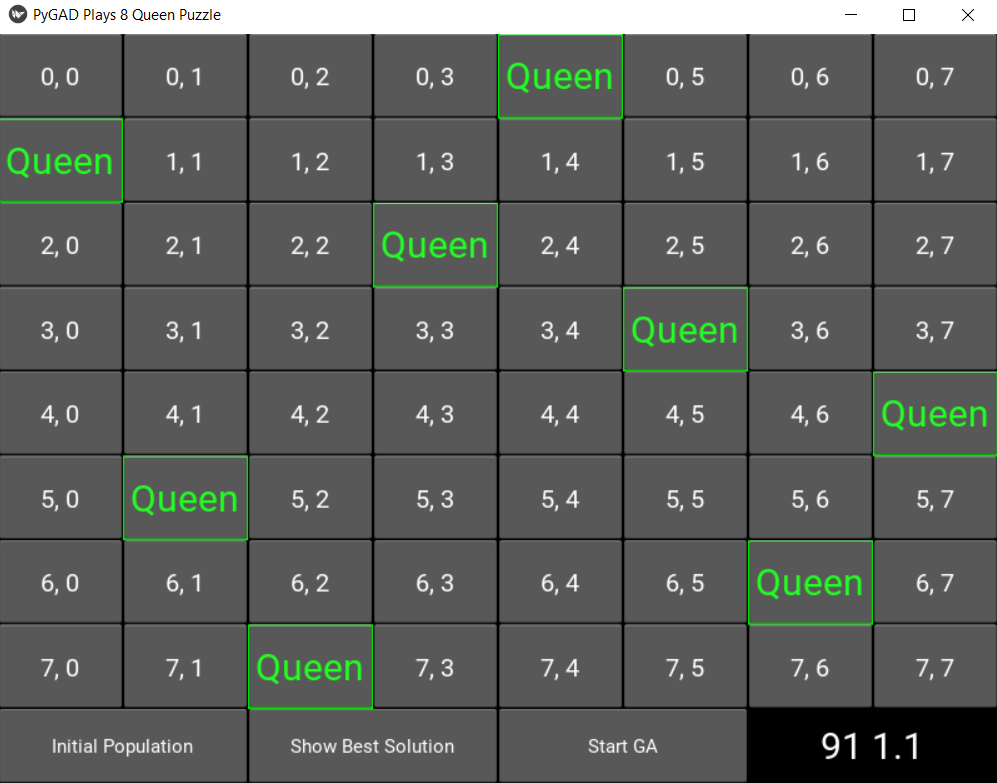 PyGAD Plays 8 Queen Puzzle
0, 0 0, 1 0, 2 0, 3 Queen 0, 5 0, 6 0, 7
Queen 1, 1 1, 2 1, 3 1, 4 1, 5 1, 6 1, 7
2, 0 2, 1 2, 2 Queen 2, 4 2, 5 2, 6 2, 7
3, 0 3, 1 3, 2 3, 3 3, 4 Queen 3, 6 3, 7
4, 0 4, 1 4, 2 4, 3 4, 4 4, 5 4, 6 Queen
5, 0 Queen 5, 2 5, 3 5, 4 5, 5 5, 6 5, 7
6, 0 6, 1 6, 2 6, 3 6, 4 6, 5 Queen 6, 7
7, 0 7, 1 Queen 7, 3 7, 4 7, 5 7, 6 7, 7
Initial Population Show Best Solution Start GA 91 1.1